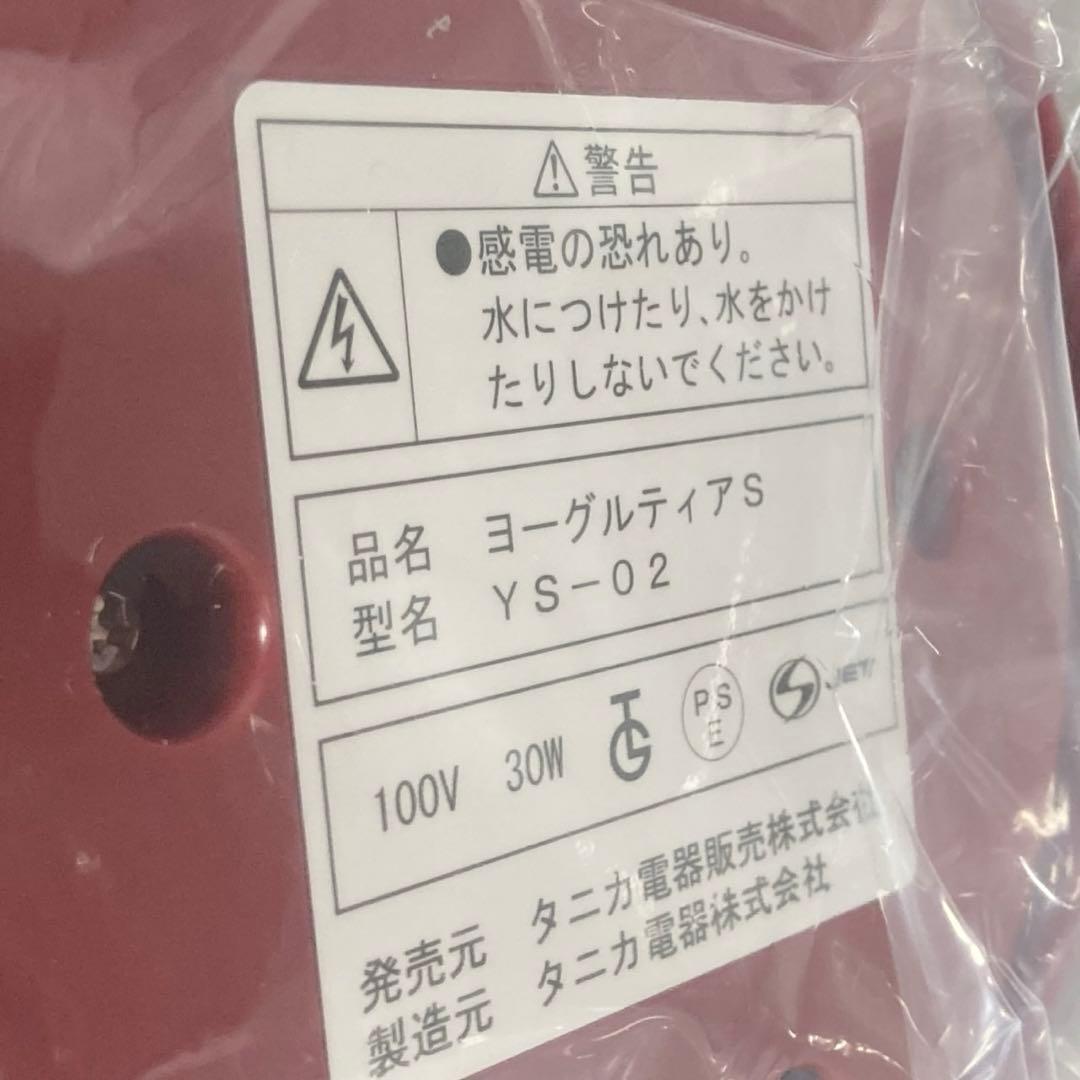 ⚠警告
●感電の恐れあり。
水につけたり、水をかけ
たりしないでください。
品名 ヨーグルティアS
型名 YS-02
100V 30W PSE JET
発売元 タニカ電器販売株式会社
製造元 タニカ電器株式会社